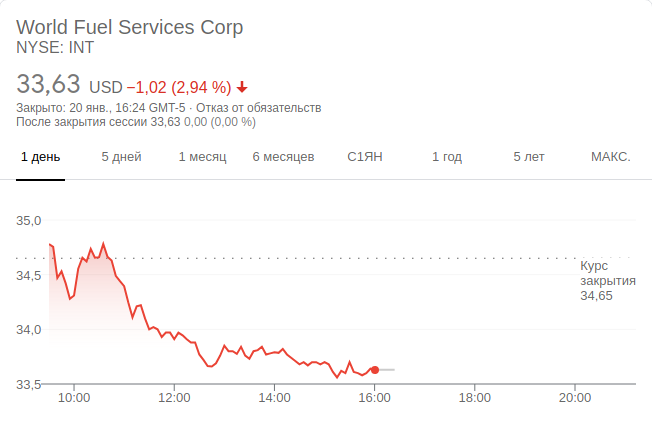 World Fuel Services Corp
NYSE: INT
33,63 USD −1,02 (2,94 %)
Закрыто: 20 янв., 16:24 GMT-5 · Отказ от обязательств
После закрытия сессии 33,63 0,00 (0,00 %)
1 день 5 дней 1 месяц 6 месяцев С1ЯН 1 год 5 лет МАКС.
35,0
Курс
закрытия
34,65
34,5
34,0
33,5
10:00 12:00 14:00 16:00 18:00 20:00